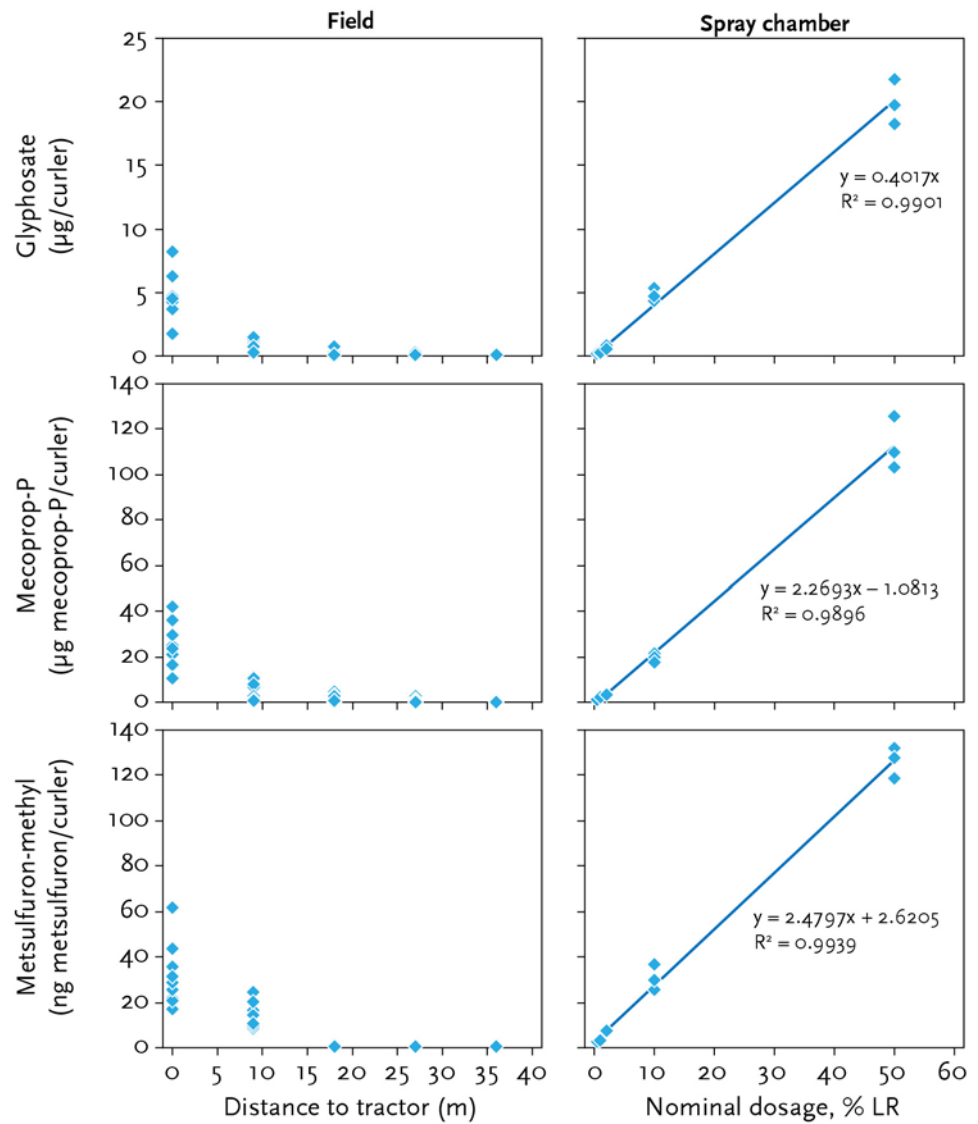 Field
Spray chamber
Glyphosate
(µg/curler)
25
20
15
10
5
0
y = 0.4017x
R² = 0.9901
Mecoprop-P
(µg mecoprop-P/curler)
140
120
100
80
60
40
20
0
y = 2.2693x – 1.0813
R² = 0.9896
Metsulfuron-methyl
(ng metsulfuron/curler)
140
120
100
80
60
40
20
0
y = 2.4797x + 2.6205
R² = 0.9939
0 5 10 15 20 25 30 35 40
0 10 20 30 40 50 60
Distance to tractor (m)
Nominal dosage, % LR